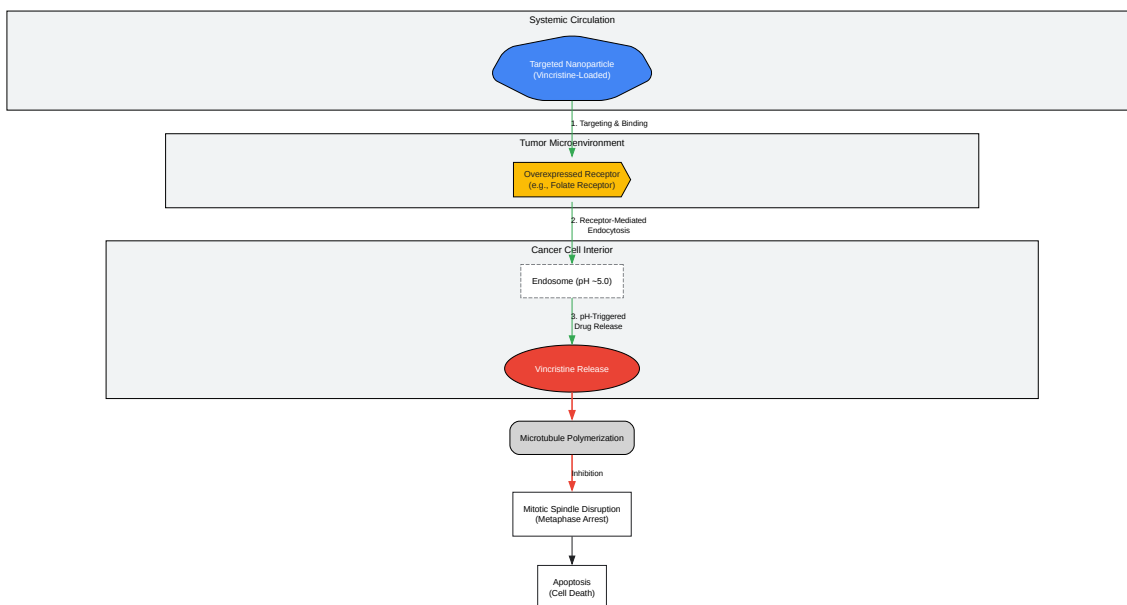 Systemic Circulation
Targeted Nanoparticle
(Vincristine-Loaded)
1. Targeting & Binding
Tumor Microenvironment
Overexpressed Receptor
(e.g., Folate Receptor)
2. Receptor-Mediated
Endocytosis
Cancer Cell Interior
Endosome (pH ~5.0)
3. pH-Triggered
Drug Release
Vincristine Release
Microtubule Polymerization
Inhibition
Mitotic Spindle Disruption
(Metaphase Arrest)
Apoptosis
(Cell Death)